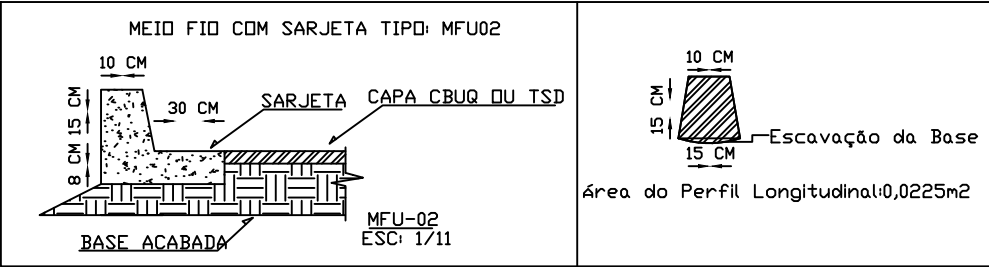 MEIO FIO COM SARJETA TIPO: MFU02
10 CM
15 CM
8 CM
30 CM
SARJETA
CAPA CBUQ OU TSD
BASE ACABADA
MFU-02
ESC: 1/11
10 CM
15 CM
15 CM
Escavação da Base
área do Perfil Longitudinal:0,0225m2